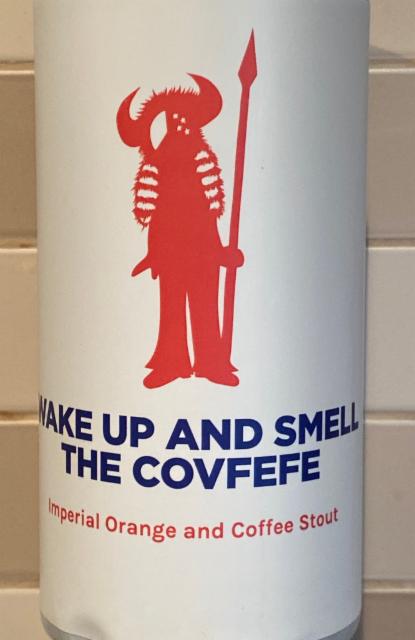 WAKE UP AND SMELL
THE COVFEFE
Imperial Orange and Coffee Stout